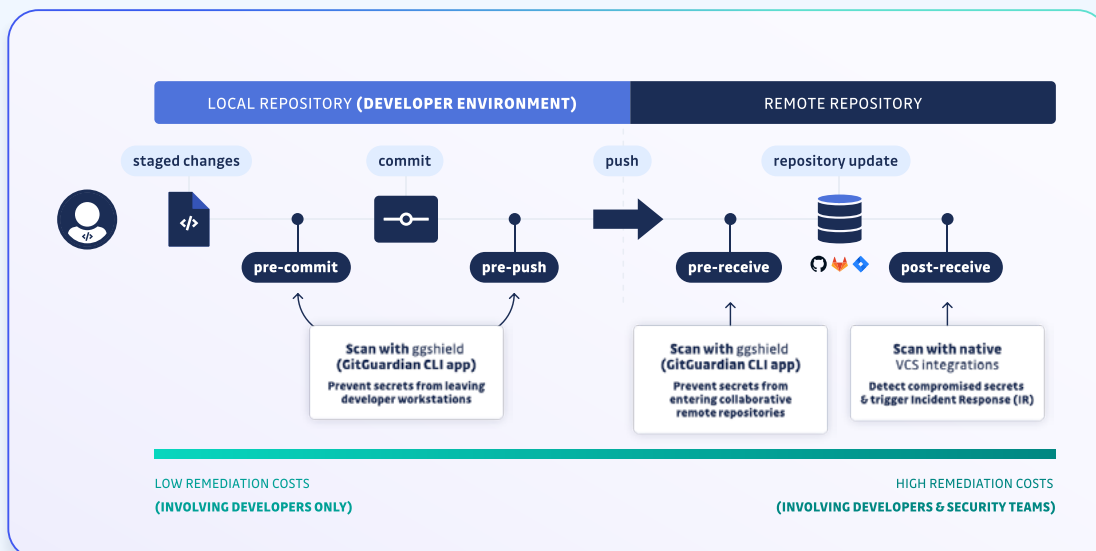 LOCAL REPOSITORY (DEVELOPER ENVIRONMENT)
REMOTE REPOSITORY
staged changes
commit
push
repository update
</>
</>
pre-commit
pre-push
pre-receive
post-receive
Scan with ggshield
(GitGuardian CLI app)
Prevent secrets from leaving
developer workstations
Scan with ggshield
(GitGuardian CLI app)
Prevent secrets from
entering collaborative
remote repositories
Scan with native
VCS integrations
Detect compromised secrets
& trigger Incident Response (IR)
LOW REMEDIATION COSTS
(INVOLVING DEVELOPERS ONLY)
HIGH REMEDIATION COSTS
(INVOLVING DEVELOPERS & SECURITY TEAMS)